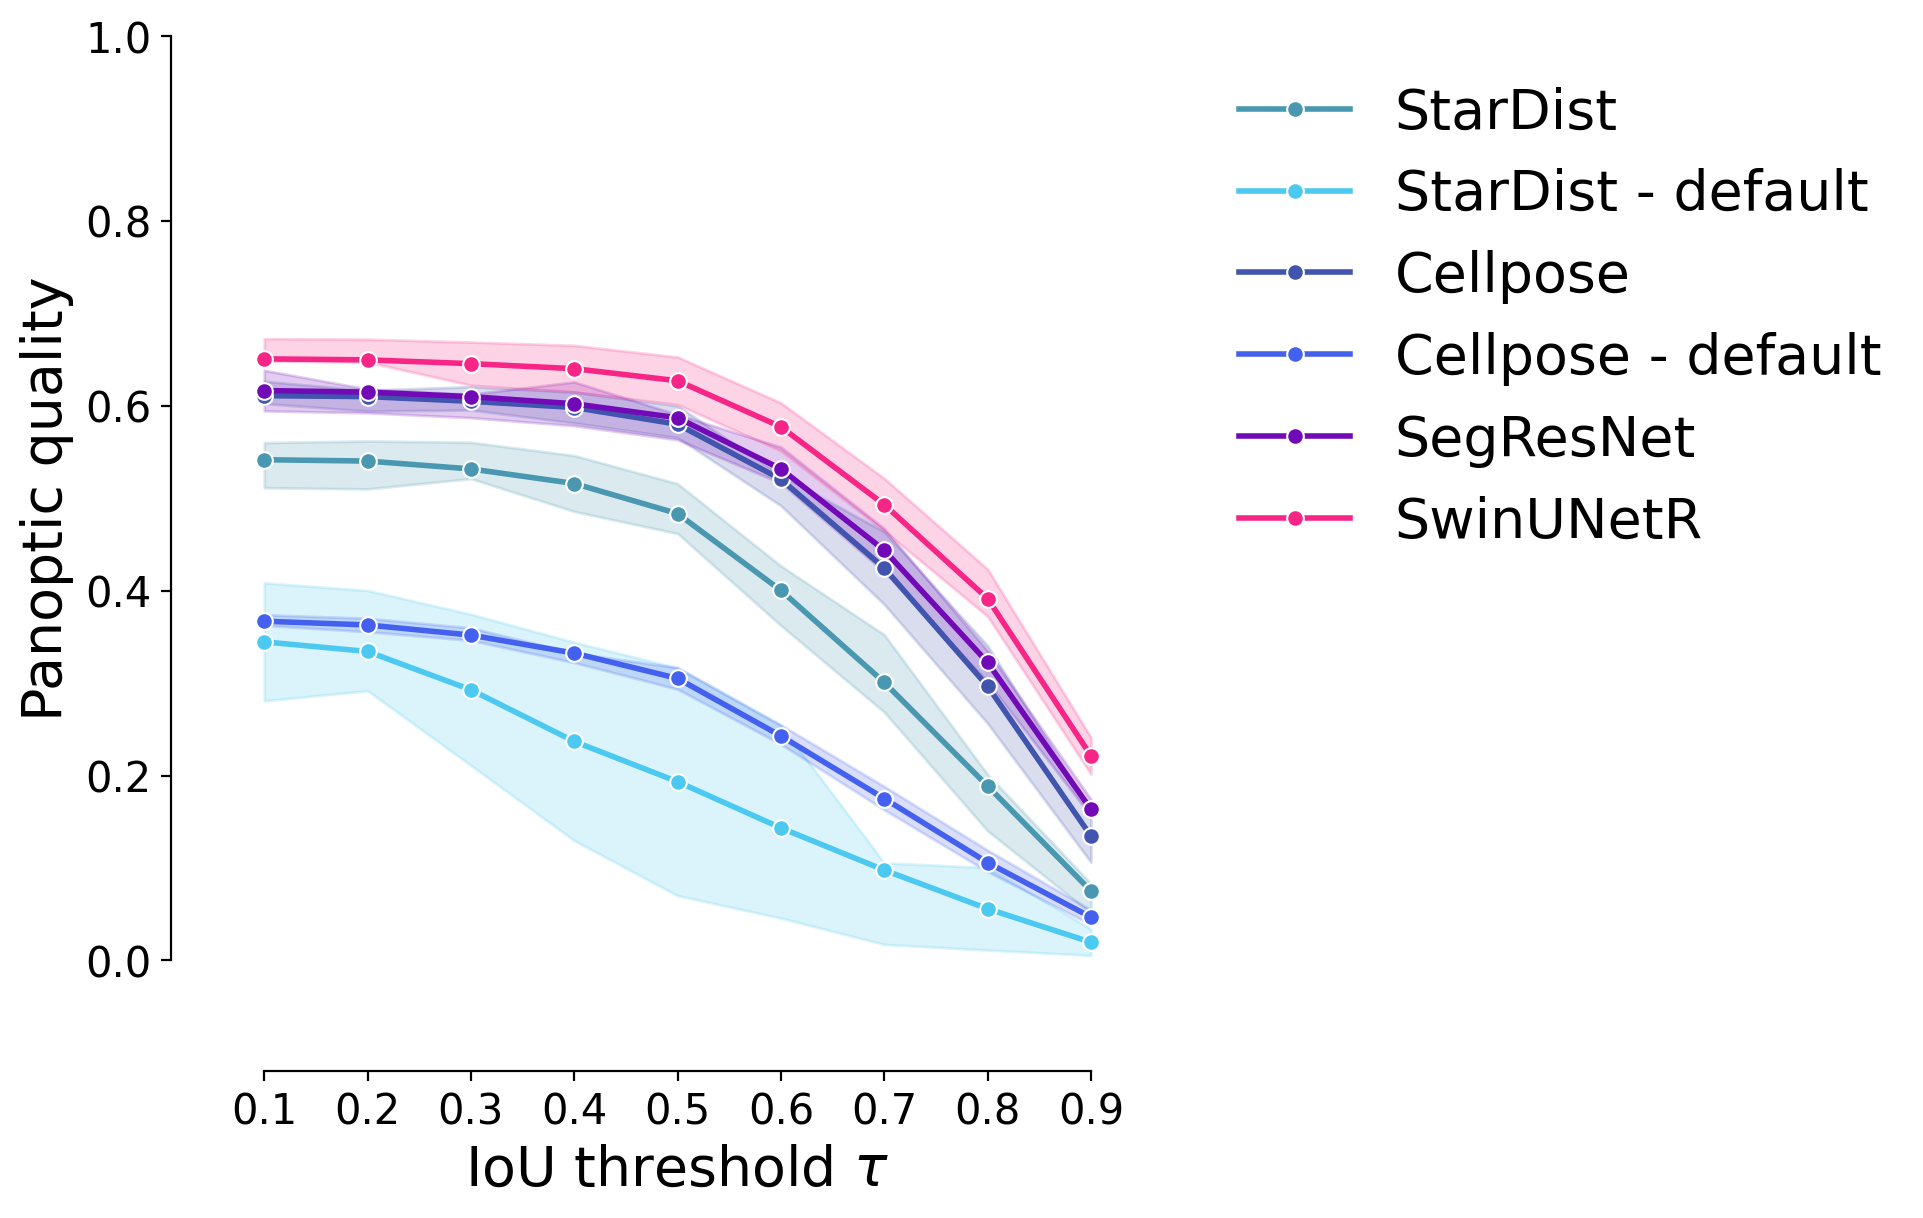 1.0
0.8
0.6
0.4
0.2
0.0
Panoptic quality
0.1 0.2 0.3 0.4 0.5 0.6 0.7 0.8 0.9
IoU threshold τ
StarDist
StarDist - default
Cellpose
Cellpose - default
SegResNet
SwinUNetR